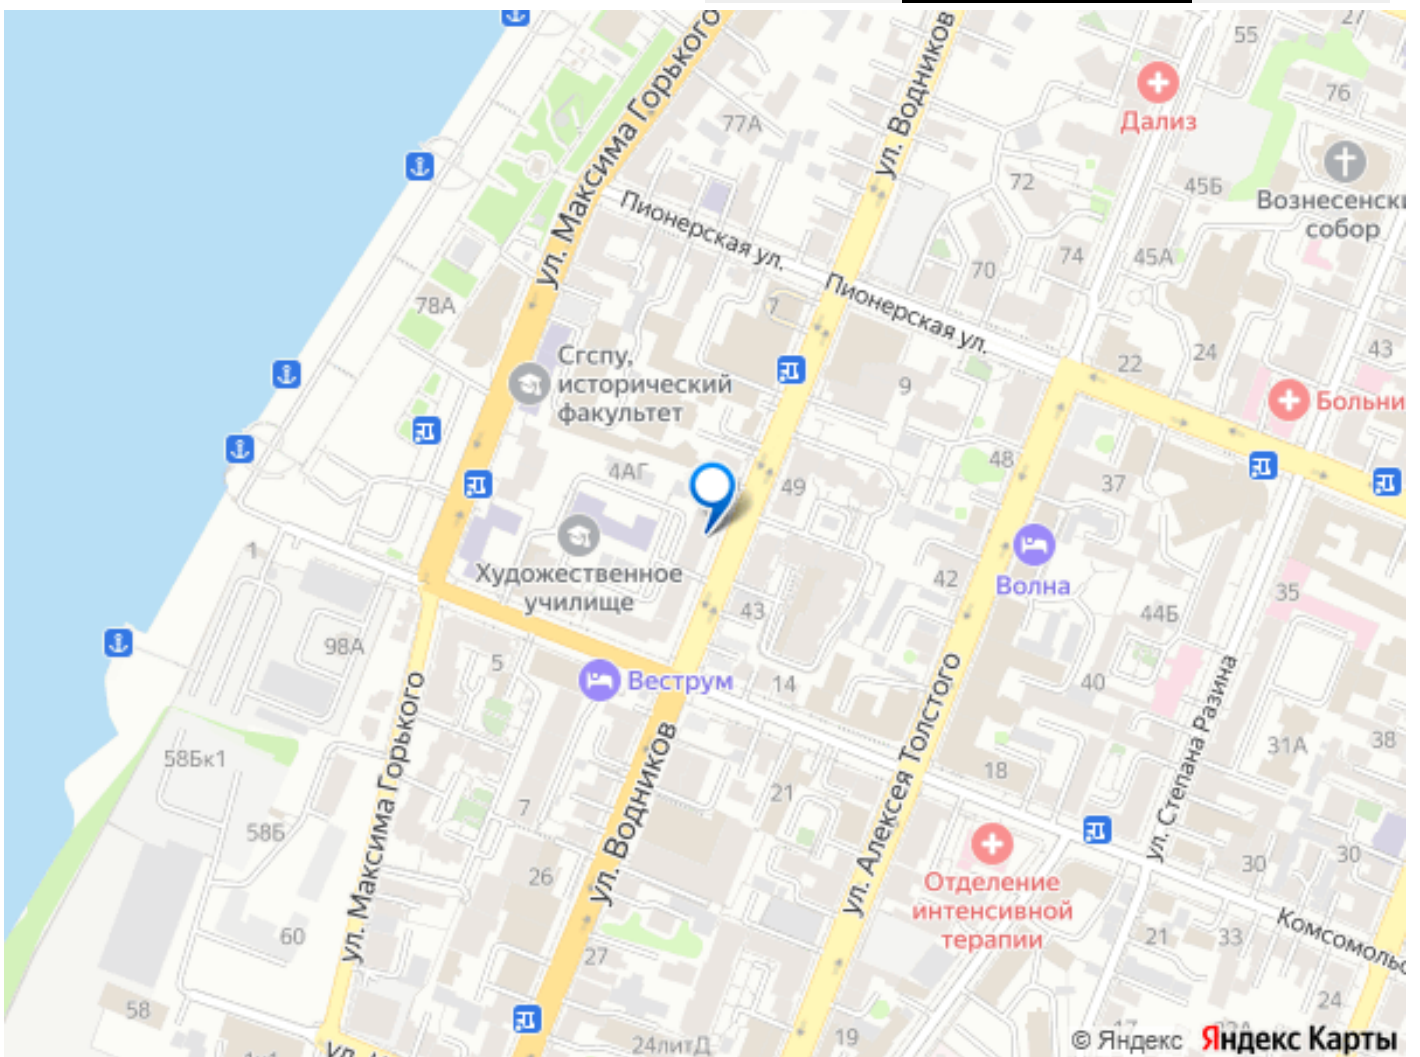 ул. Максима Горького
ул. Водников
27
55
76
Дализ
77А
Вознесенски
собор
72
45Б
Пионерская ул.
70
74
45А
78А
7
Пионерская ул.
22
24
43
Сгспу,
исторический
факультет
9
Больни
4АГ
49
48
37
Художественное
училище
1
43
42
Волна
35
44Б
98А
5
Веструм
14
40
58Бк1
18
31А
38
ул. Максима Горького
ул. Водников
ул. Алексея Толстого
ул. Степана Разина
7
21
58Б
26
30
30
Отделение
интенсивной
терапии
60
27
21
33
Комсомольс
58
24
19
24литД
© Яндекс Яндекс Карты